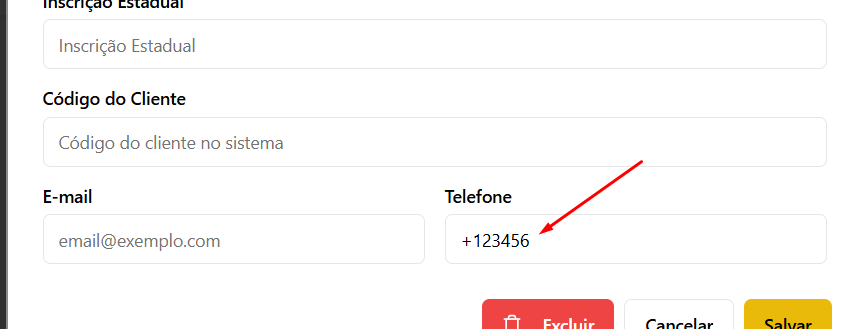 Inscrição Estadual
Inscrição Estadual
Código do Cliente
Código do cliente no sistema
E-mail
Telefone
email@exemplo.com
+123456
Excluir
Cancelar
Salvar